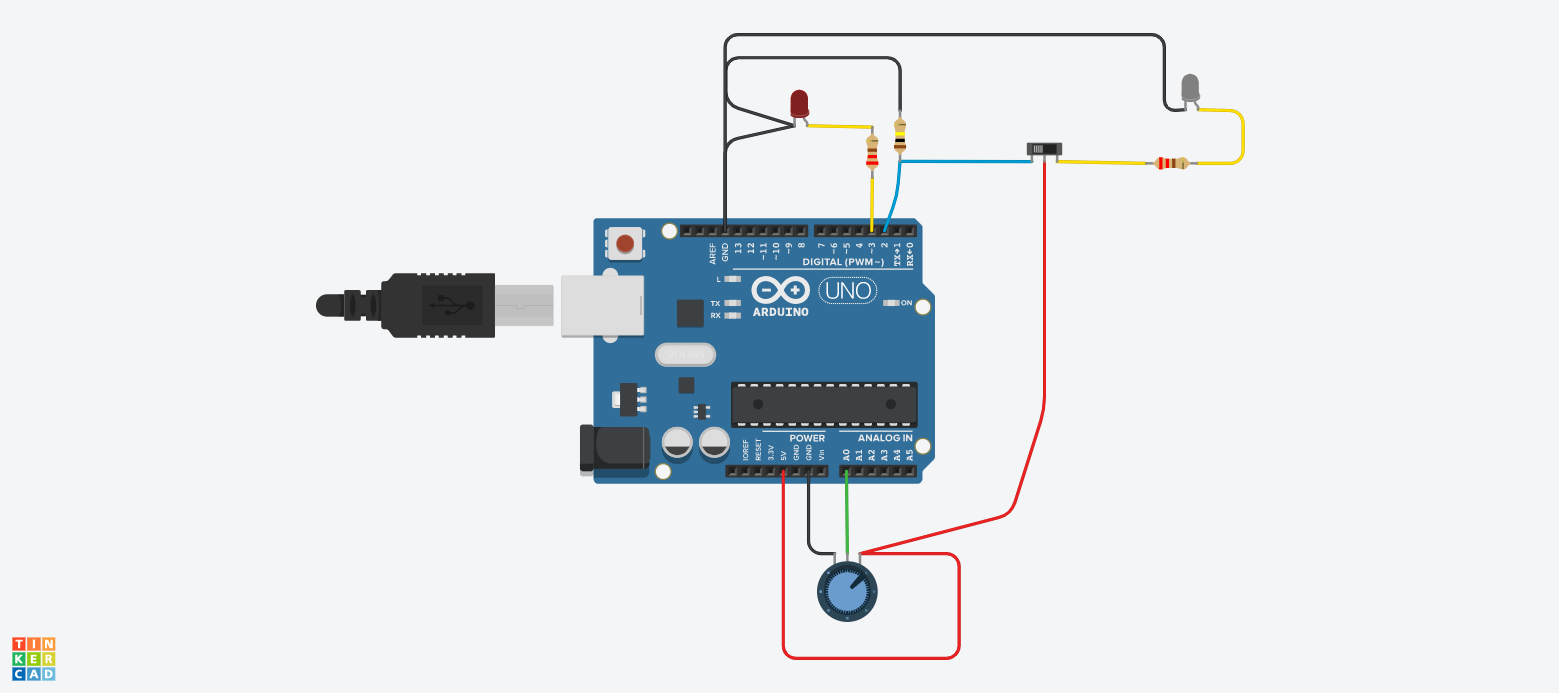 AREF
GND
13
12
~11
~10
~9
8
7
~6
~5
4
~3
2
TX→1
RX←0
DIGITAL (PWM~)
L
TX
RX
ON
UNO
ARDUINO
POWER
ANALOG IN
IOREF
RESET
3.3V
5V
GND
GND
Vin
A0
A1
A2
A3
A4
A5
TIN
KER
CAD